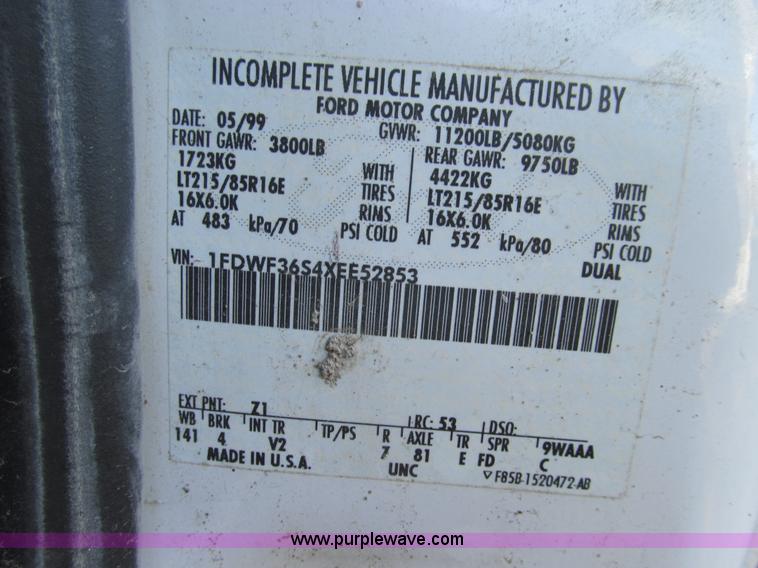 INCOMPLETE VEHICLE MANUFACTURED BY
FORD MOTOR COMPANY
DATE: 05/99 GVWR: 11200LB/5080KG
FRONT GAWR: 3800LB REAR GAWR: 9750LB
1723KG WITH 4422KG WITH
LT215/85R16E TIRES LT215/85R16E TIRES
16X6.0K RIMS 16X6.0K RIMS
AT 483 kPa/70 PSI COLD AT 552 kPa/80 PSI COLD
DUAL
VIN: 1FDWF36S4XEE52853
EXT PNT: Z1 RC: 53 DSO:
WB BRK INT TR TP/PS R AXLE TR SPR 9WAAA
141 4 V2 7 81 E FD C
MADE IN U.S.A. UNC F85B-1520472-AB
www.purplewave.com